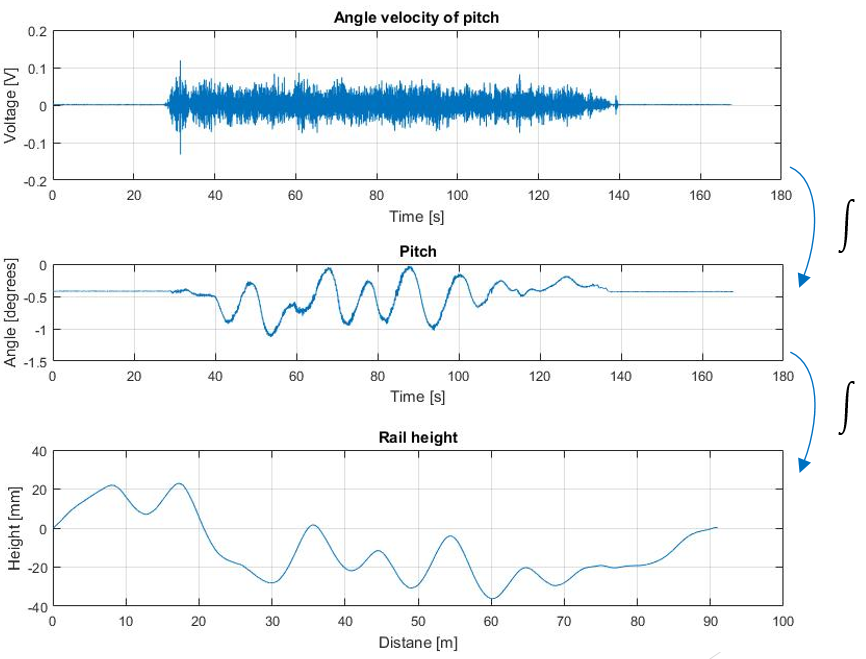 Angle velocity of pitch
Voltage [V]
0.2
0.1
0
-0.1
-0.2
0 20 40 60 80 100 120 140 160 180
Time [s]
∫
Pitch
Angle [degrees]
0
-0.5
-1
-1.5
0 20 40 60 80 100 120 140 160 180
Time [s]
∫
Rail height
Height [mm]
40
20
0
-20
-40
0 10 20 30 40 50 60 70 80 90 100
Distane [m]